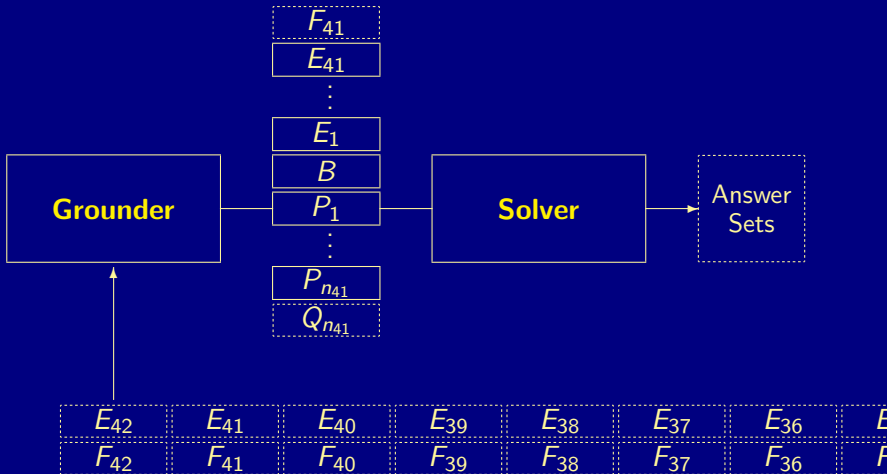 F₄₁
E₄₁
⋮
E₁
B
Grounder P₁ Solver Answer Sets
⋮
Pₙ₄₁
Qₙ₄₁
E₄₂ E₄₁ E₄₀ E₃₉ E₃₈ E₃₇ E₃₆ E
F₄₂ F₄₁ F₄₀ F₃₉ F₃₈ F₃₇ F₃₆ F